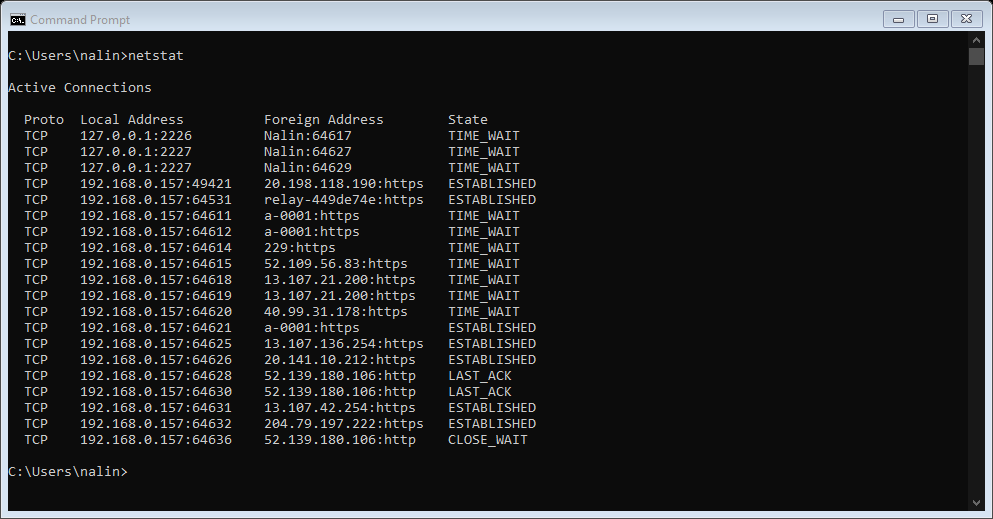 Command Prompt
C:\Users\nalin>netstat
Active Connections
Proto  Local Address          Foreign Address        State
TCP    127.0.0.1:2226         Nalin:64617            TIME_WAIT
TCP    127.0.0.1:2227         Nalin:64627            TIME_WAIT
TCP    127.0.0.1:2227         Nalin:64629            TIME_WAIT
TCP    192.168.0.157:49421    20.198.118.190:https   ESTABLISHED
TCP    192.168.0.157:64531    relay-449de74e:https   ESTABLISHED
TCP    192.168.0.157:64611    a-0001:https           TIME_WAIT
TCP    192.168.0.157:64612    a-0001:https           TIME_WAIT
TCP    192.168.0.157:64614    229:https              TIME_WAIT
TCP    192.168.0.157:64615    52.109.56.83:https     TIME_WAIT
TCP    192.168.0.157:64618    13.107.21.200:https    TIME_WAIT
TCP    192.168.0.157:64619    13.107.21.200:https    TIME_WAIT
TCP    192.168.0.157:64620    40.99.31.178:https     TIME_WAIT
TCP    192.168.0.157:64621    a-0001:https           ESTABLISHED
TCP    192.168.0.157:64625    13.107.136.254:https   ESTABLISHED
TCP    192.168.0.157:64626    20.141.10.212:https    ESTABLISHED
TCP    192.168.0.157:64628    52.139.180.106:http    LAST_ACK
TCP    192.168.0.157:64630    52.139.180.106:http    LAST_ACK
TCP    192.168.0.157:64631    13.107.42.254:https    ESTABLISHED
TCP    192.168.0.157:64632    204.79.197.222:https   ESTABLISHED
TCP    192.168.0.157:64636    52.139.180.106:http    CLOSE_WAIT
C:\Users\nalin>